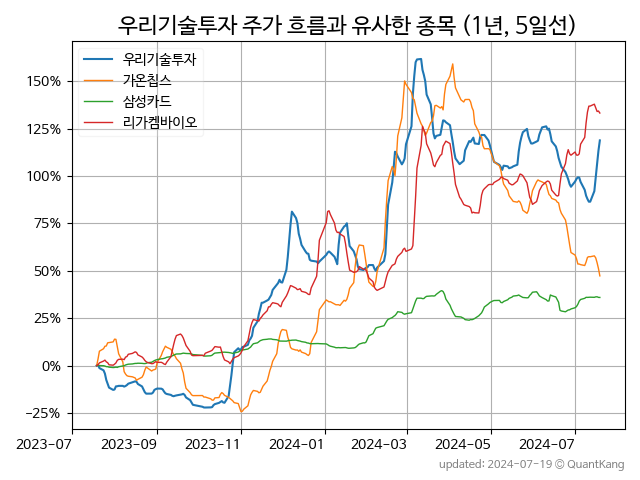 우리기술투자 주가 흐름과 유사한 종목 (1년, 5일선)
우리기술투자
가온칩스
삼성카드
리가켐바이오
150%
125%
100%
75%
50%
25%
0%
−25%
2023-07 2023-09 2023-11 2024-01 2024-03 2024-05 2024-07
updated: 2024-07-19 © QuantKang